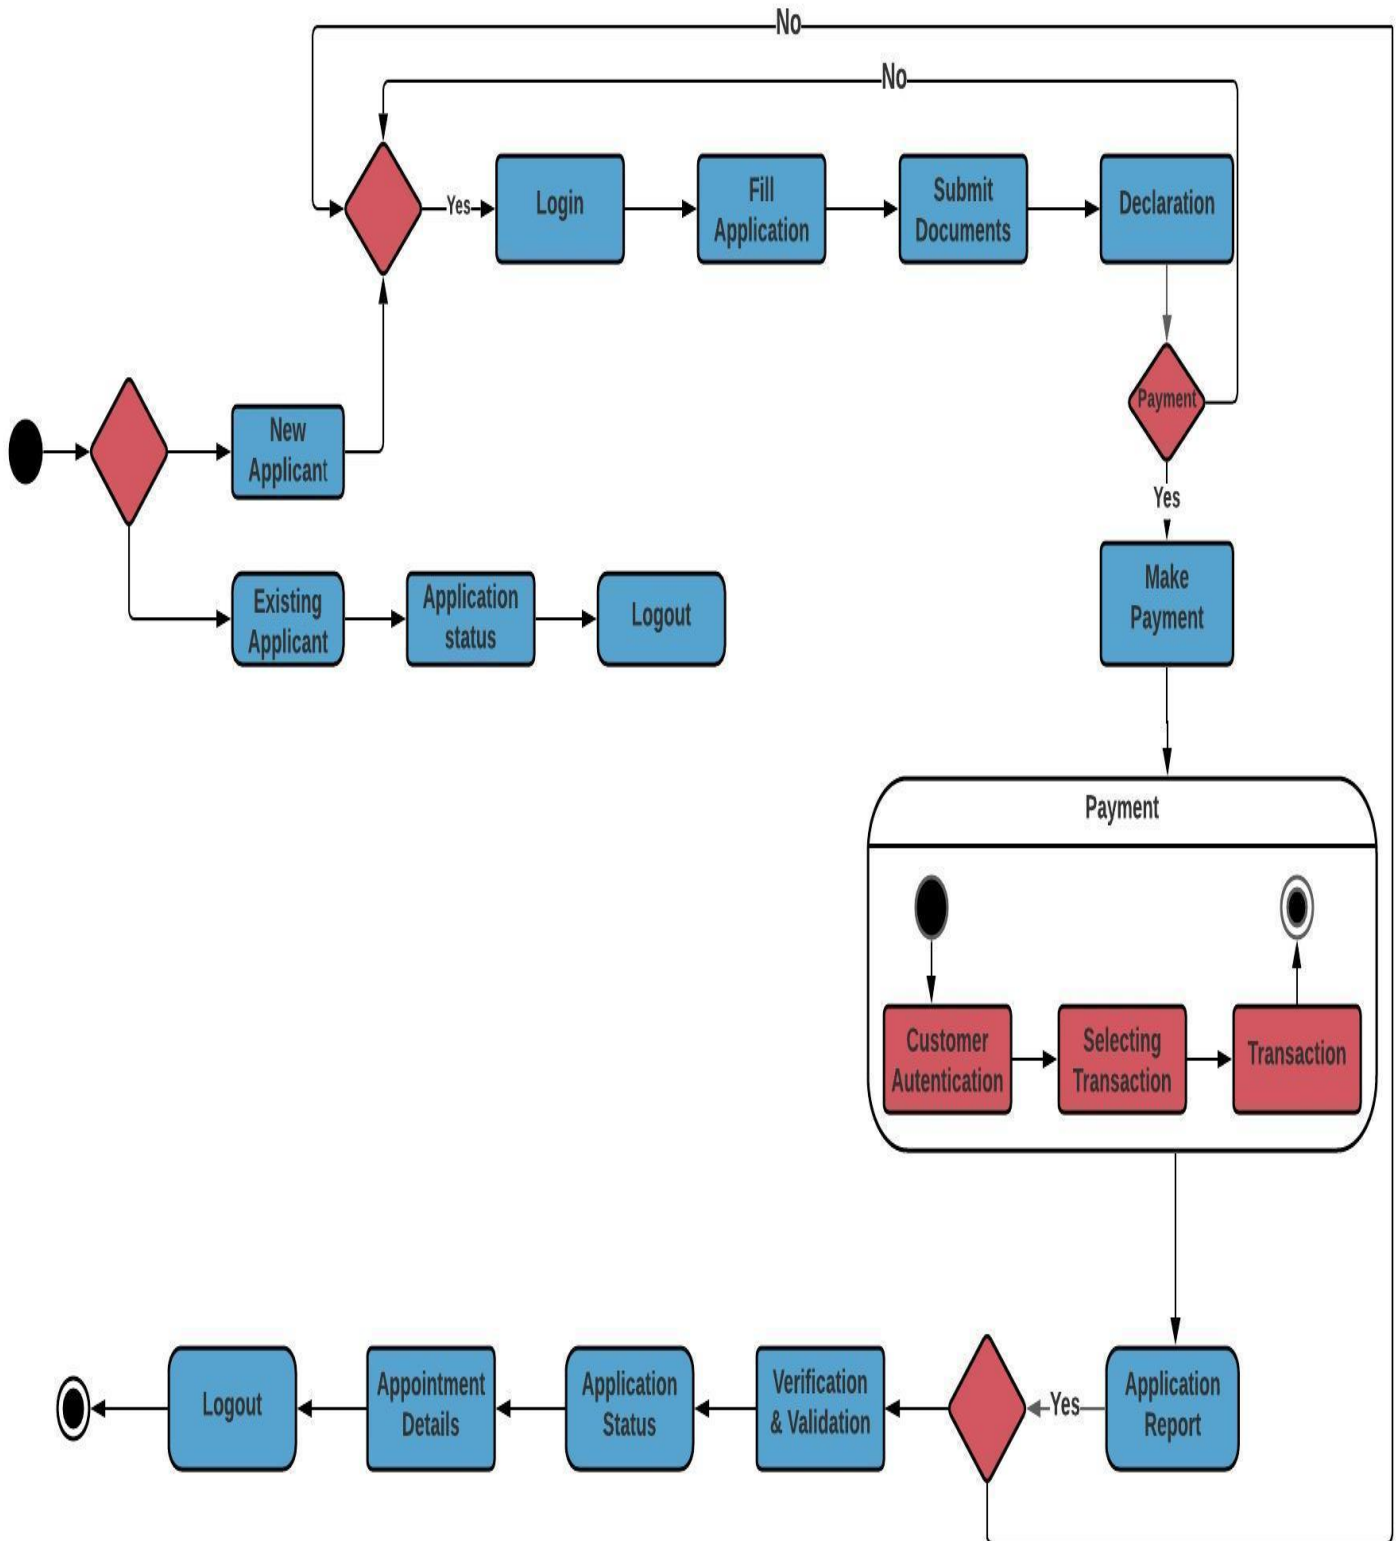 No
No
Yes
Login
Fill
Application
Submit
Documents
Declaration
Payment
New
Applicant
Yes
Existing
Applicant
Application
status
Logout
Make
Payment
Payment
Customer
Autentication
Selecting
Transaction
Transaction
Logout
Appointment
Details
Application
Status
Verification
& Validation
Yes
Application
Report